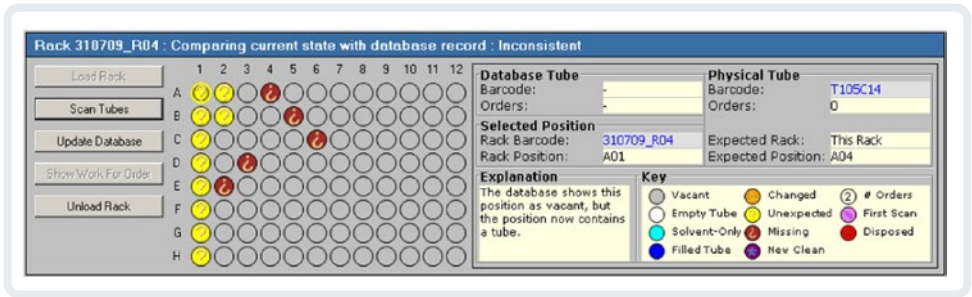 Rack 310709_R04 : Comparing current state with database record : Inconsistent
Load Rack
Scan Tubes
Update Database
Show Work For Order
Unload Rack
1 2 3 4 5 6 7 8 9 10 11 12
A
B
C
D
E
F
G
H
Database Tube
Barcode: -
Orders: -
Selected Position
Rack Barcode: 310709_R04
Rack Position: A01
Physical Tube
Barcode: T105C14
Orders: 0
Expected Rack: This Rack
Expected Position: A04
Explanation
The database shows this
position as vacant, but
the position now contains
a tube.
Key
Vacant Changed 2 # Orders
Empty Tube ? Unexpected First Scan
Solvent-Only ¿ Missing Disposed
Filled Tube New Clean